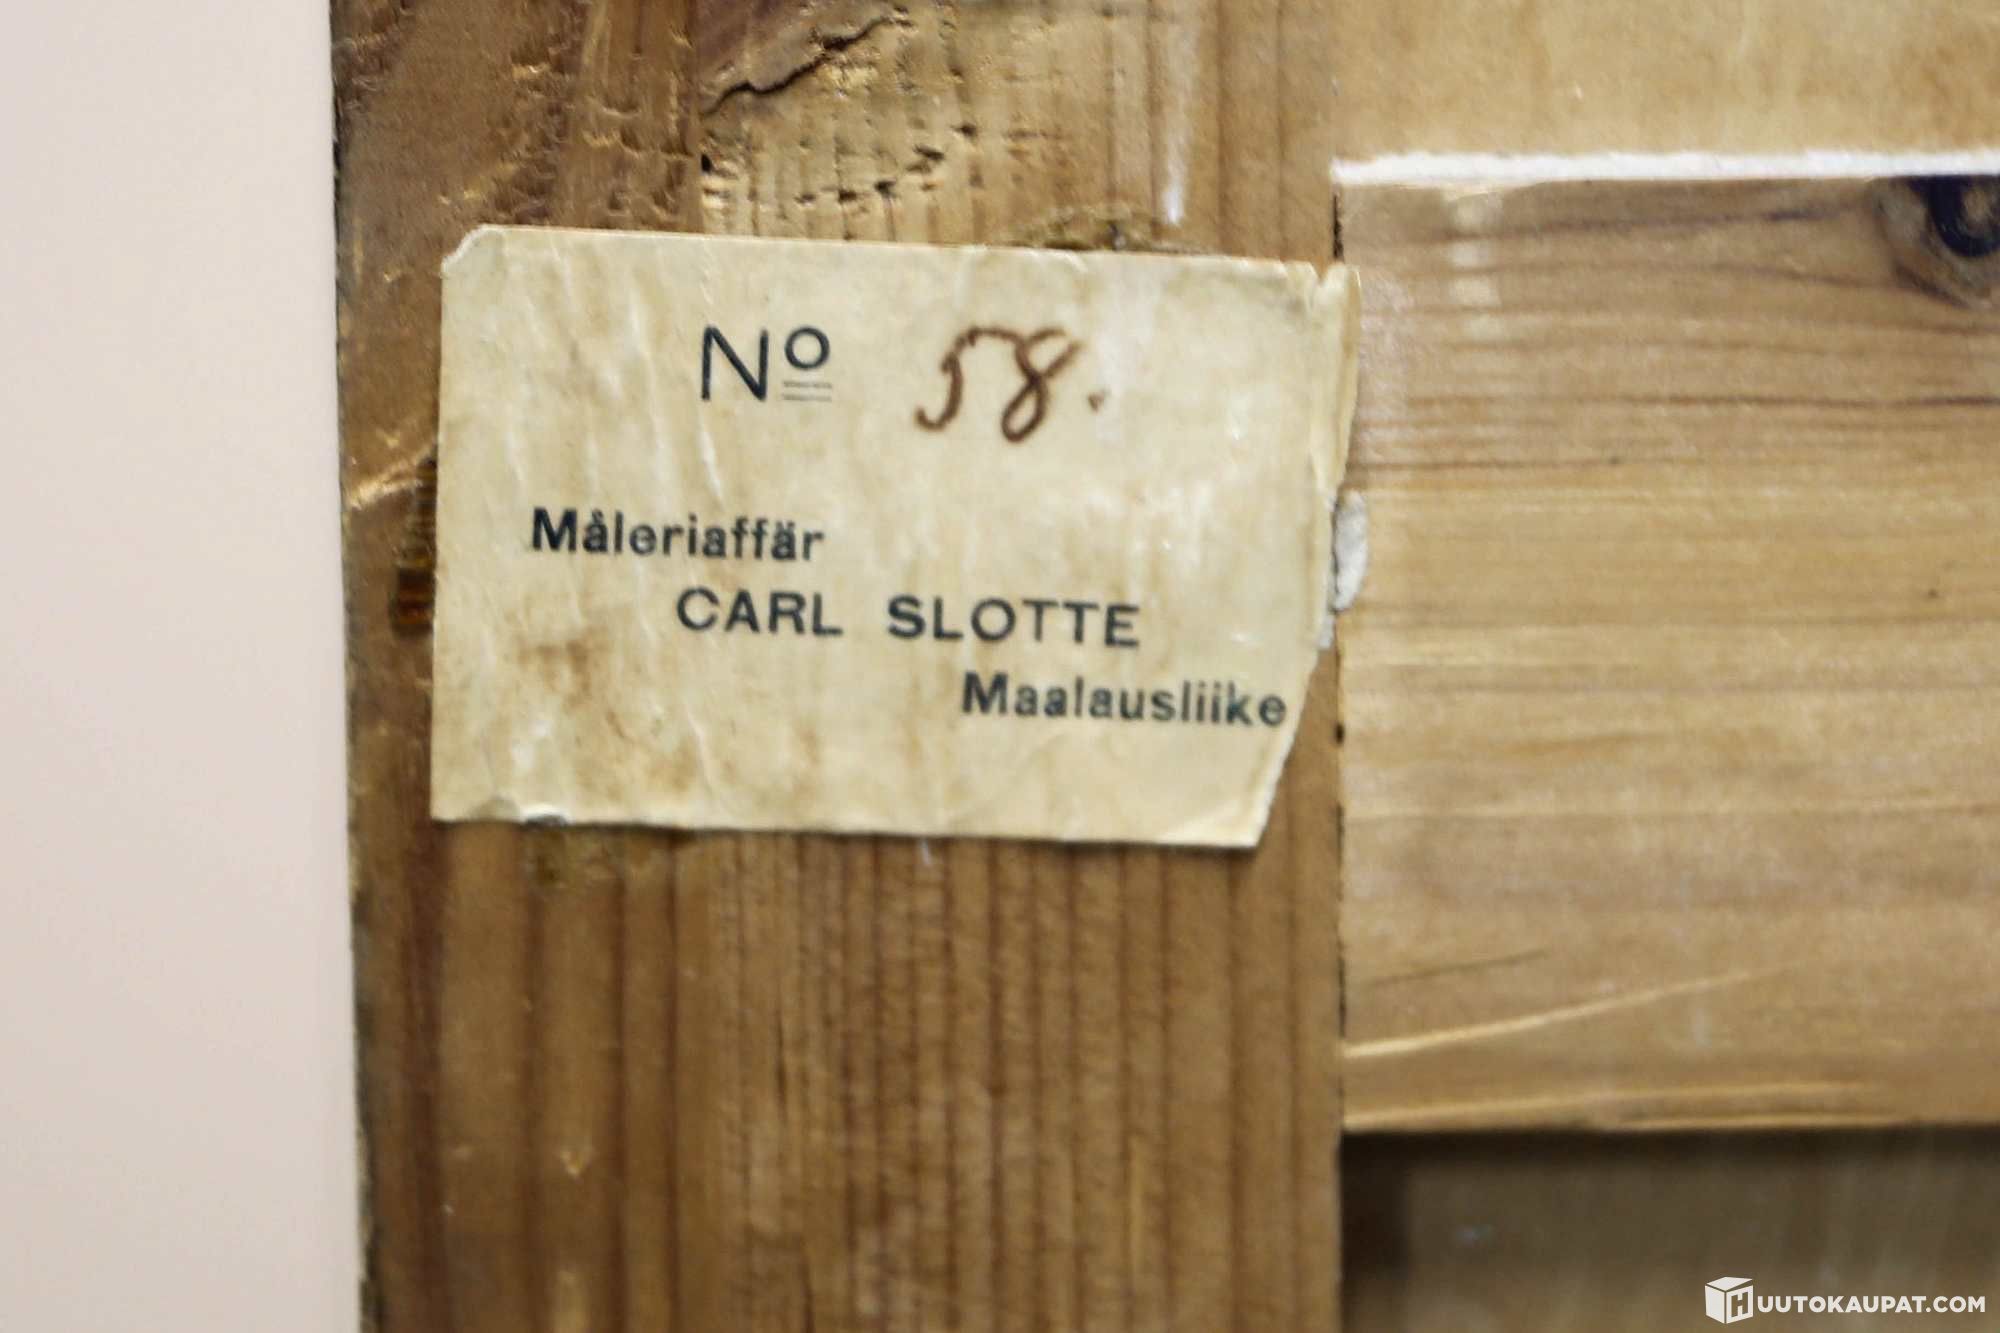 Nº 58.
Måleriaffär
CARL SLOTTE
Maalausliike
HUUTOKAUPAT.COM